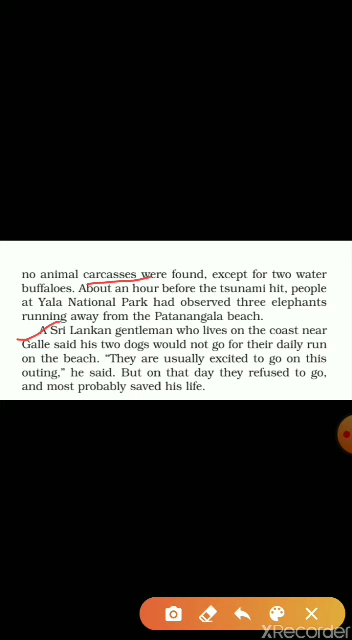 no animal carcasses were found, except for two water
buffaloes. About an hour before the tsunami hit, people
at Yala National Park had observed three elephants
running away from the Patanangala beach.
A Sri Lankan gentleman who lives on the coast near
Galle said his two dogs would not go for their daily run
on the beach. “They are usually excited to go on this
outing,” he said. But on that day they refused to go,
and most probably saved his life.
XRecorder